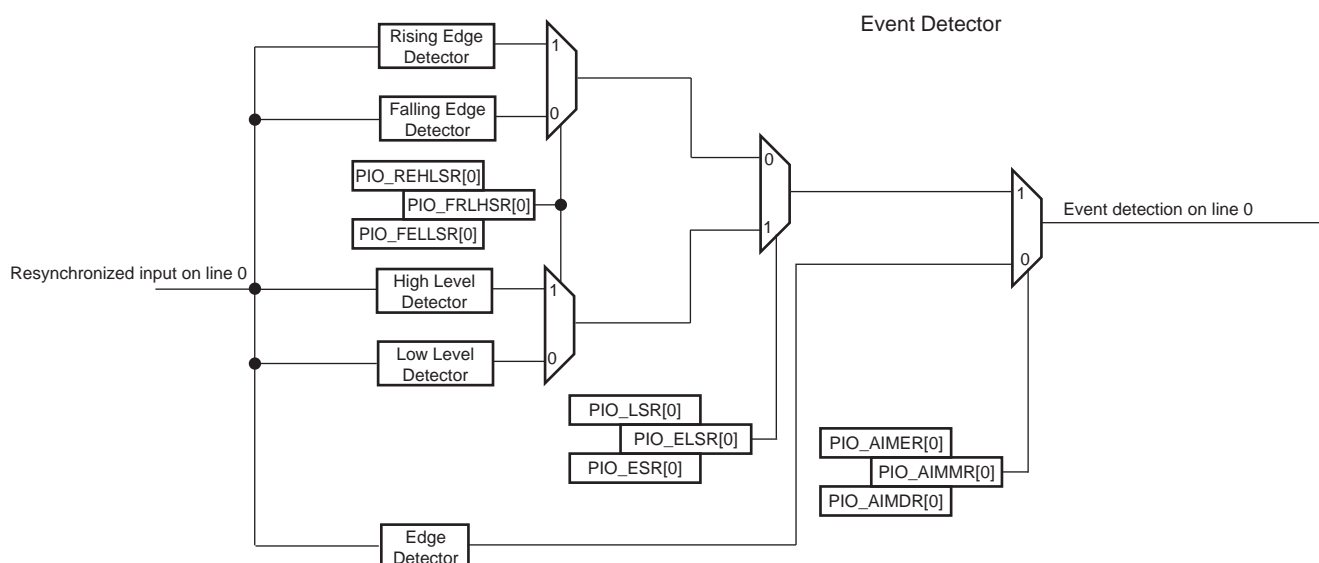 Event Detector
Rising Edge
Detector
1
Falling Edge
Detector
0
PIO_REHLSR[0]
PIO_FRLHSR[0]
PIO_FELLSR[0]
0
1
1
0
Event detection on line 0
Resynchronized input on line 0
High Level
Detector
1
Low Level
Detector
0
PIO_LSR[0]
PIO_ELSR[0]
PIO_ESR[0]
PIO_AIMER[0]
PIO_AIMMR[0]
PIO_AIMDR[0]
Edge
Detector